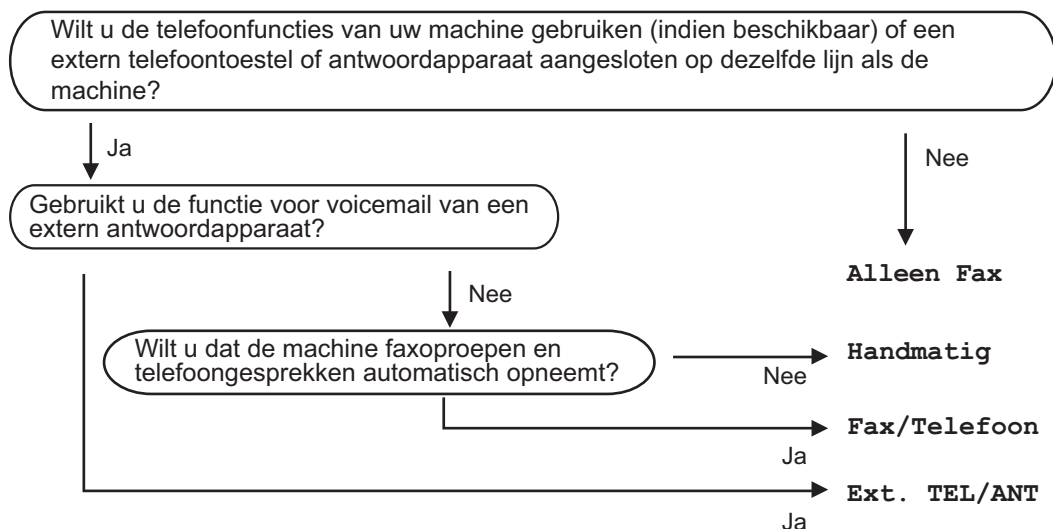 Wilt u de telefoonfuncties van uw machine gebruiken (indien beschikbaar) of een
extern telefoontoestel of antwoordapparaat aangesloten op dezelfde lijn als de
machine?
Ja
Nee
Gebruikt u de functie voor voicemail van een
extern antwoordapparaat?
Alleen Fax
Nee
Wilt u dat de machine faxoproepen en
telefoongesprekken automatisch opneemt?
Handmatig
Nee
Fax/Telefoon
Ja
Ext. TEL/ANT
Ja